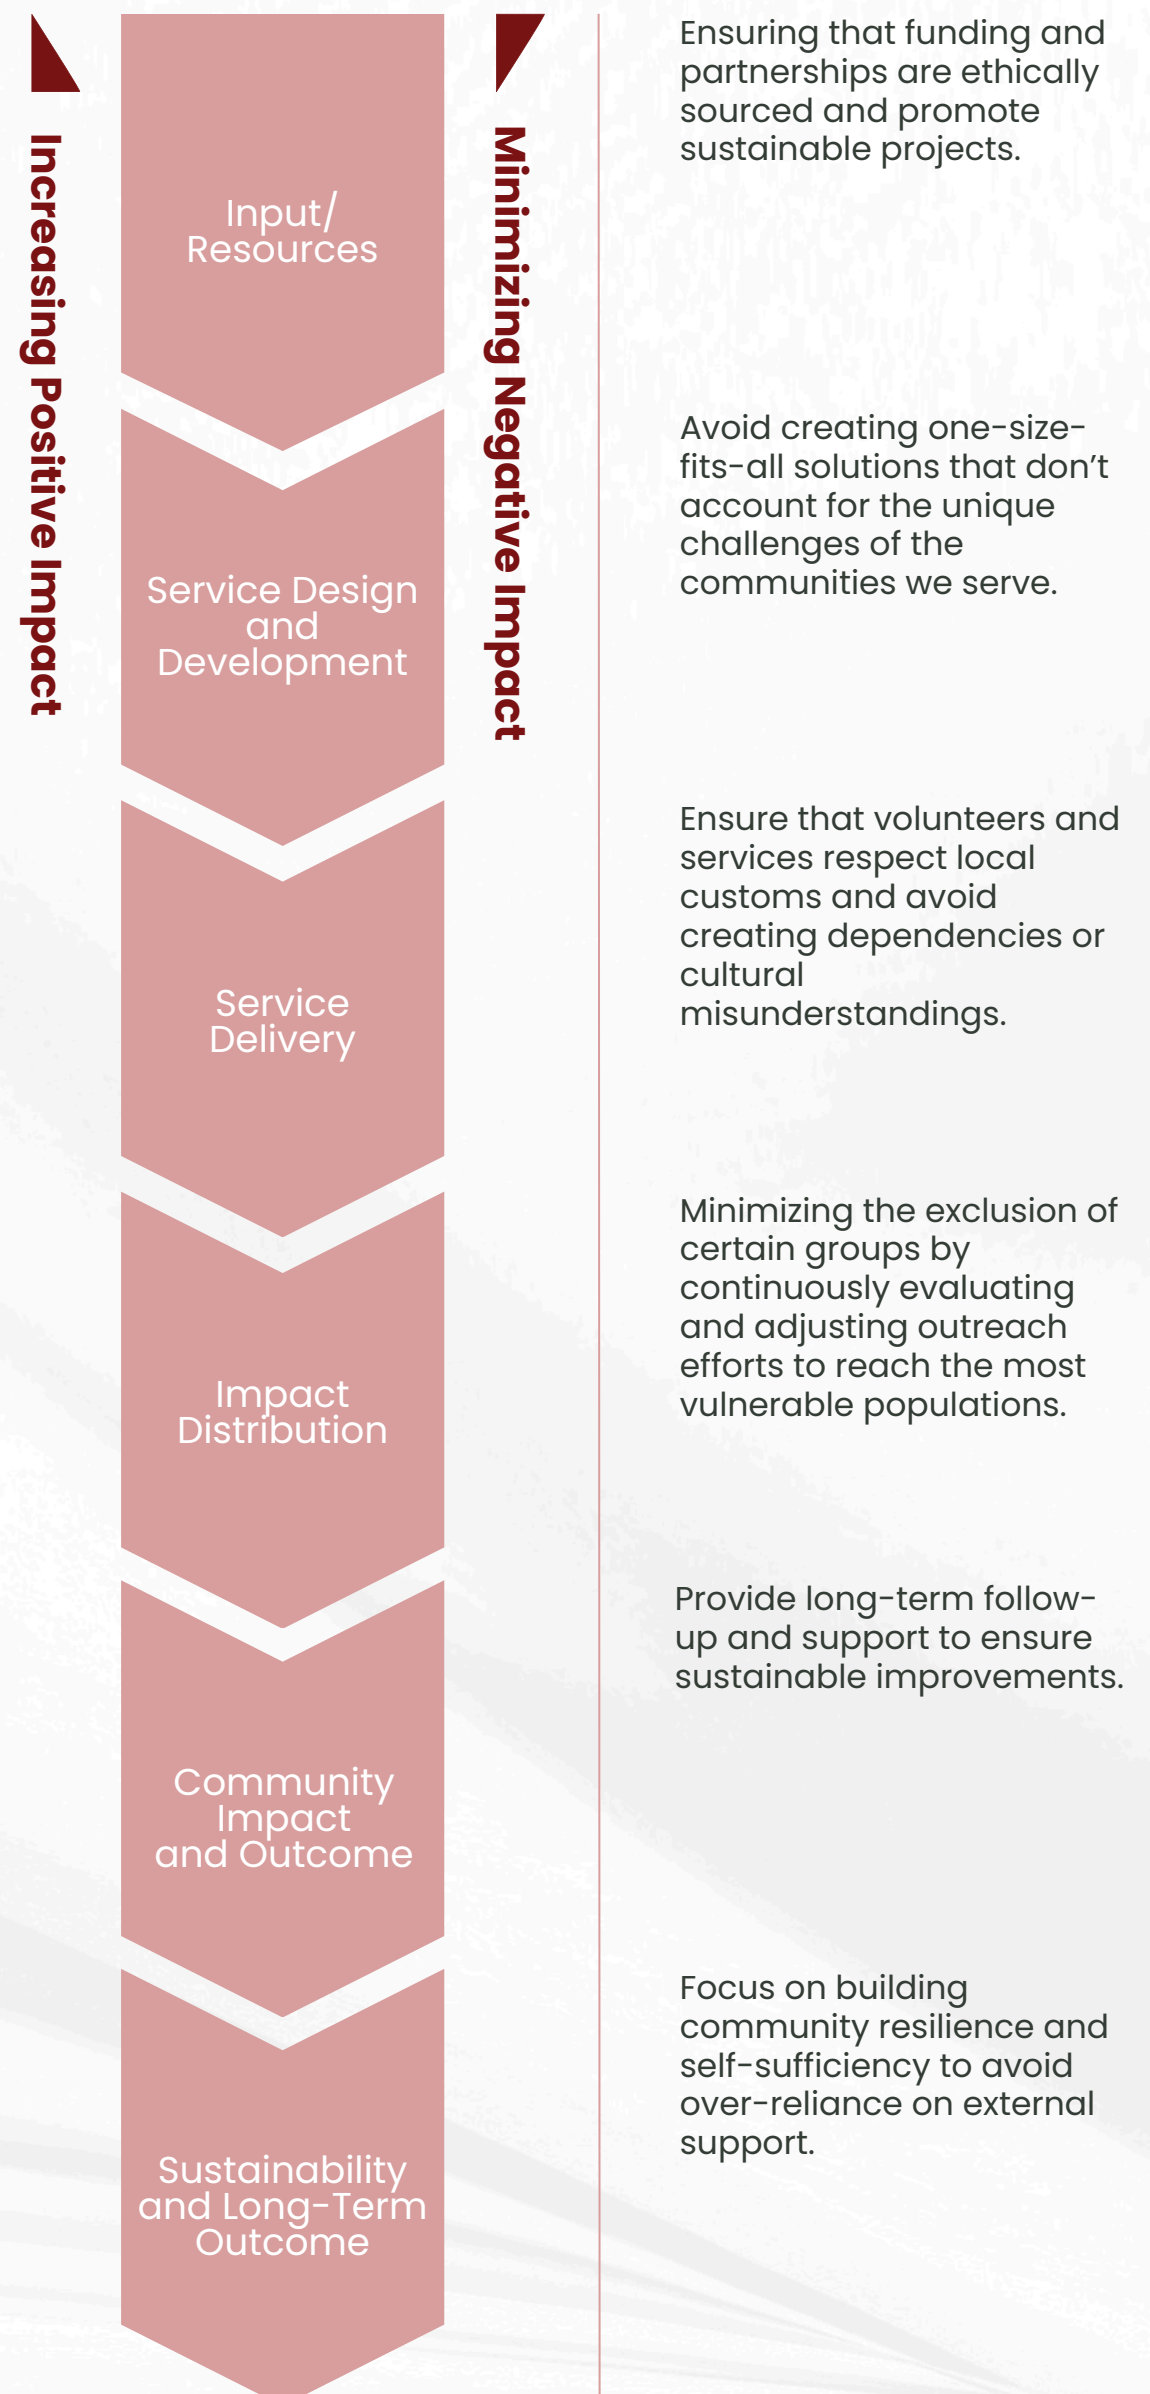 Increasing Positive Impact
Minimizing Negative Impact
Input/
Resources
Ensuring that funding and
partnerships are ethically
sourced and promote
sustainable projects.
Service Design
and
Development
Avoid creating one-size-
fits-all solutions that don’t
account for the unique
challenges of the
communities we serve.
Service
Delivery
Ensure that volunteers and
services respect local
customs and avoid
creating dependencies or
cultural
misunderstandings.
Impact
Distribution
Minimizing the exclusion of
certain groups by
continuously evaluating
and adjusting outreach
efforts to reach the most
vulnerable populations.
Community
Impact
and Outcome
Provide long-term follow-
up and support to ensure
sustainable improvements.
Sustainability
and Long-Term
Outcome
Focus on building
community resilience and
self-sufficiency to avoid
over-reliance on external
support.